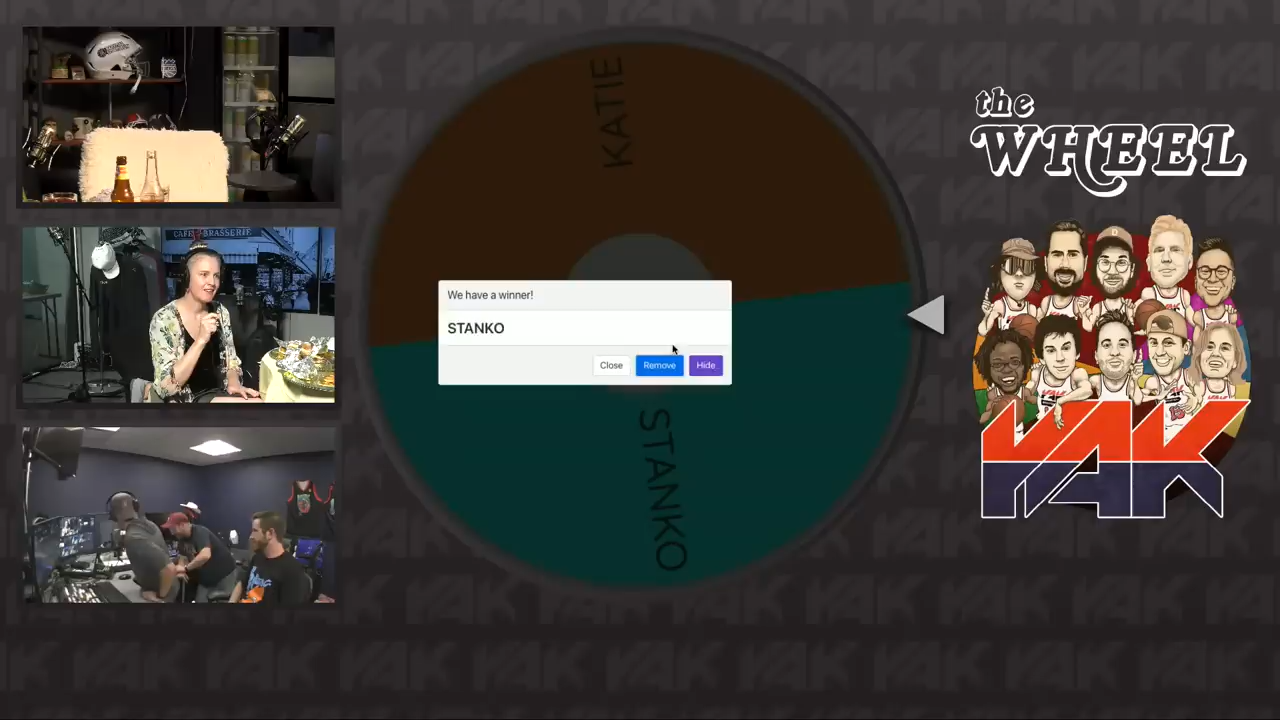 CAFE BRASSERIE
KATIE
We have a winner!
STANKO
Close
Remove
Hide
STANKO
the
WHEEL
YAK